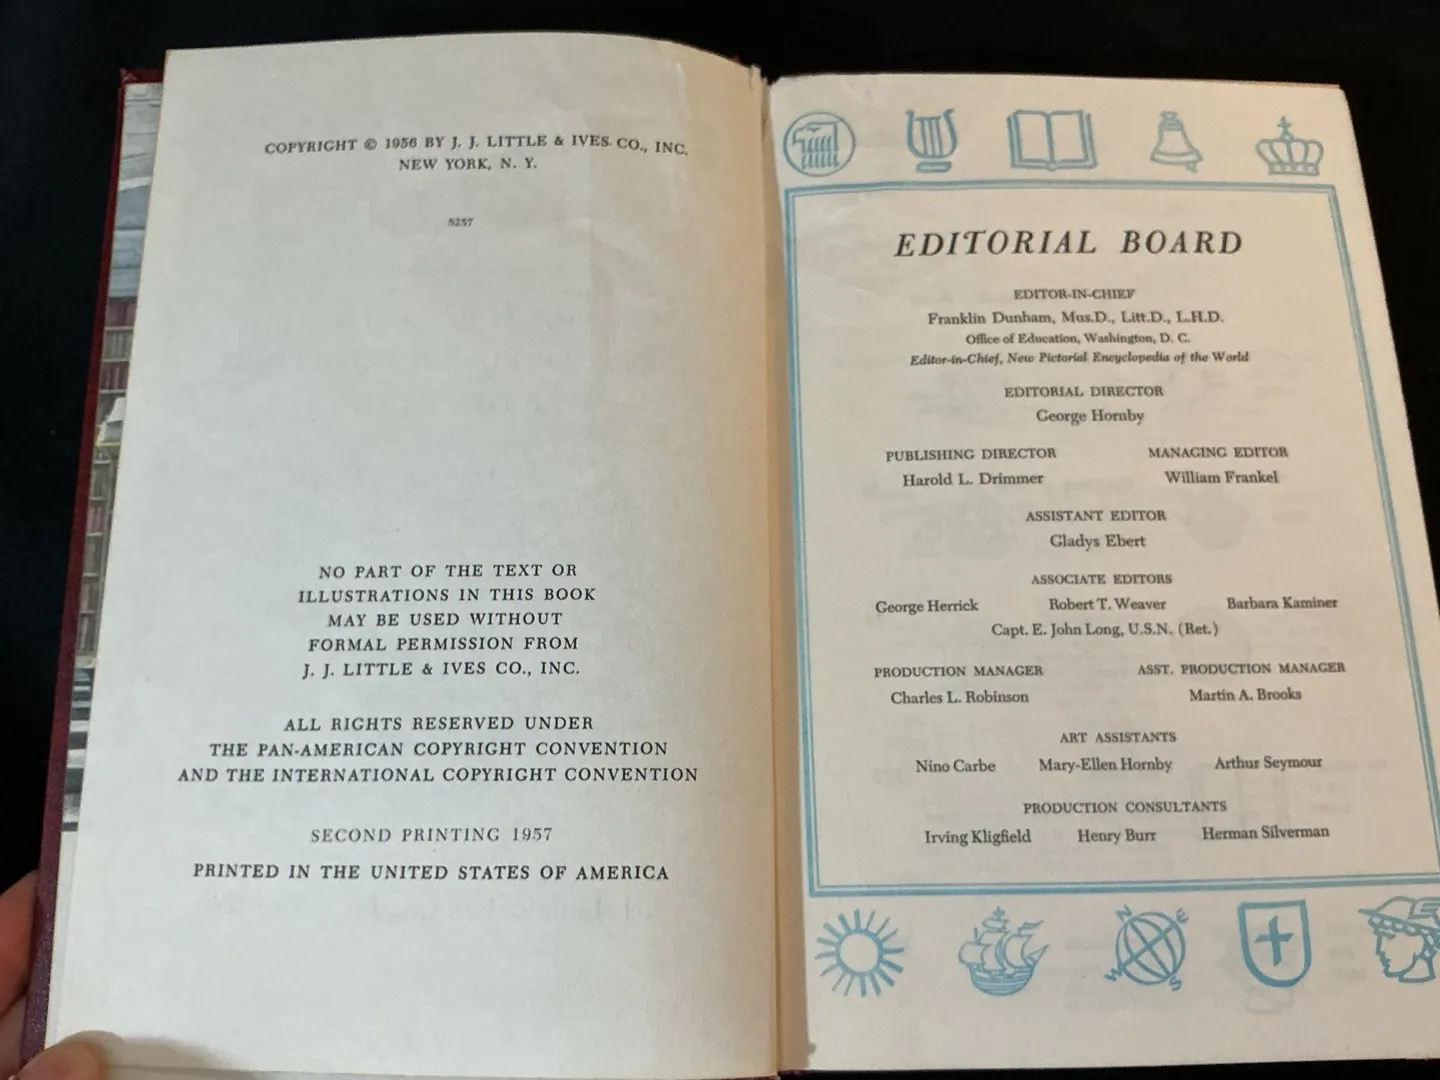 COPYRIGHT © 1956 BY J. J. LITTLE & IVES CO., INC.
NEW YORK, N. Y.
5257
NO PART OF THE TEXT OR
ILLUSTRATIONS IN THIS BOOK
MAY BE USED WITHOUT
FORMAL PERMISSION FROM
J. J. LITTLE & IVES CO., INC.
ALL RIGHTS RESERVED UNDER
THE PAN-AMERICAN COPYRIGHT CONVENTION
AND THE INTERNATIONAL COPYRIGHT CONVENTION
SECOND PRINTING 1957
PRINTED IN THE UNITED STATES OF AMERICA
EDITORIAL BOARD
EDITOR-IN-CHIEF
Franklin Dunham, Mus.D., Litt.D., L.H.D.
Office of Education, Washington, D. C.
Editor-in-Chief, New Pictorial Encyclopedia of the World
EDITORIAL DIRECTOR
George Hornby
PUBLISHING DIRECTOR MANAGING EDITOR
Harold L. Drimmer William Frankel
ASSISTANT EDITOR
Gladys Ebert
ASSOCIATE EDITORS
George Herrick Robert T. Weaver Barbara Kaminer
Capt. E. John Long, U.S.N. (Ret.)
PRODUCTION MANAGER ASST. PRODUCTION MANAGER
Charles L. Robinson Martin A. Brooks
ART ASSISTANTS
Nino Carbe Mary-Ellen Hornby Arthur Seymour
PRODUCTION CONSULTANTS
Irving Kligfield Henry Burr Herman Silverman
N E
W S